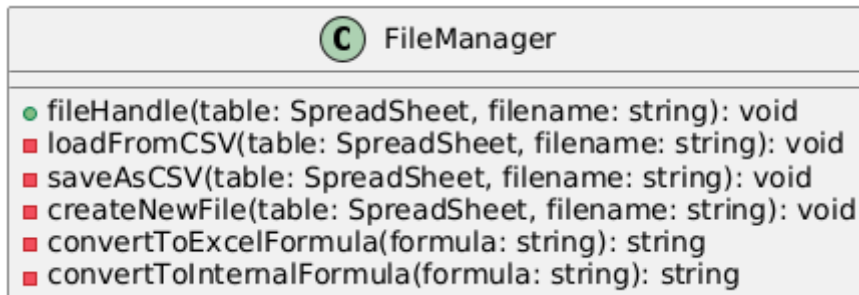 C FileManager
fileHandle(table: SpreadSheet, filename: string): void
loadFromCSV(table: SpreadSheet, filename: string): void
saveAsCSV(table: SpreadSheet, filename: string): void
createNewFile(table: SpreadSheet, filename: string): void
convertToExcelFormula(formula: string): string
convertToInternalFormula(formula: string): string